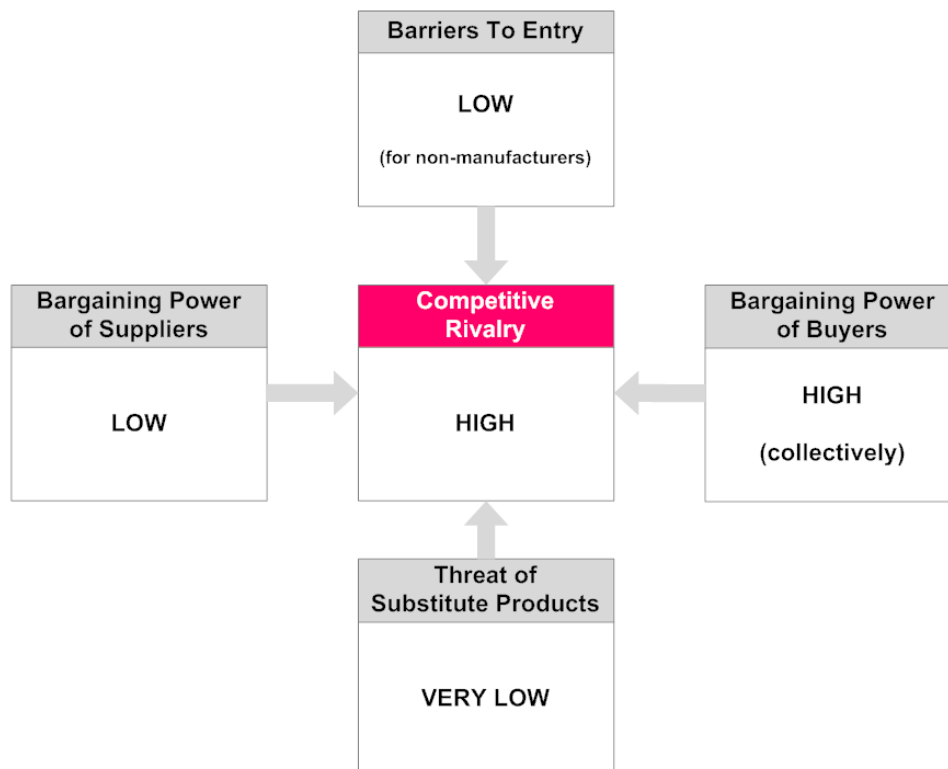 Barriers To Entry
LOW
(for non-manufacturers)
Bargaining Power
of Suppliers
LOW
Competitive
Rivalry
HIGH
Bargaining Power
of Buyers
HIGH
(collectively)
Threat of
Substitute Products
VERY LOW